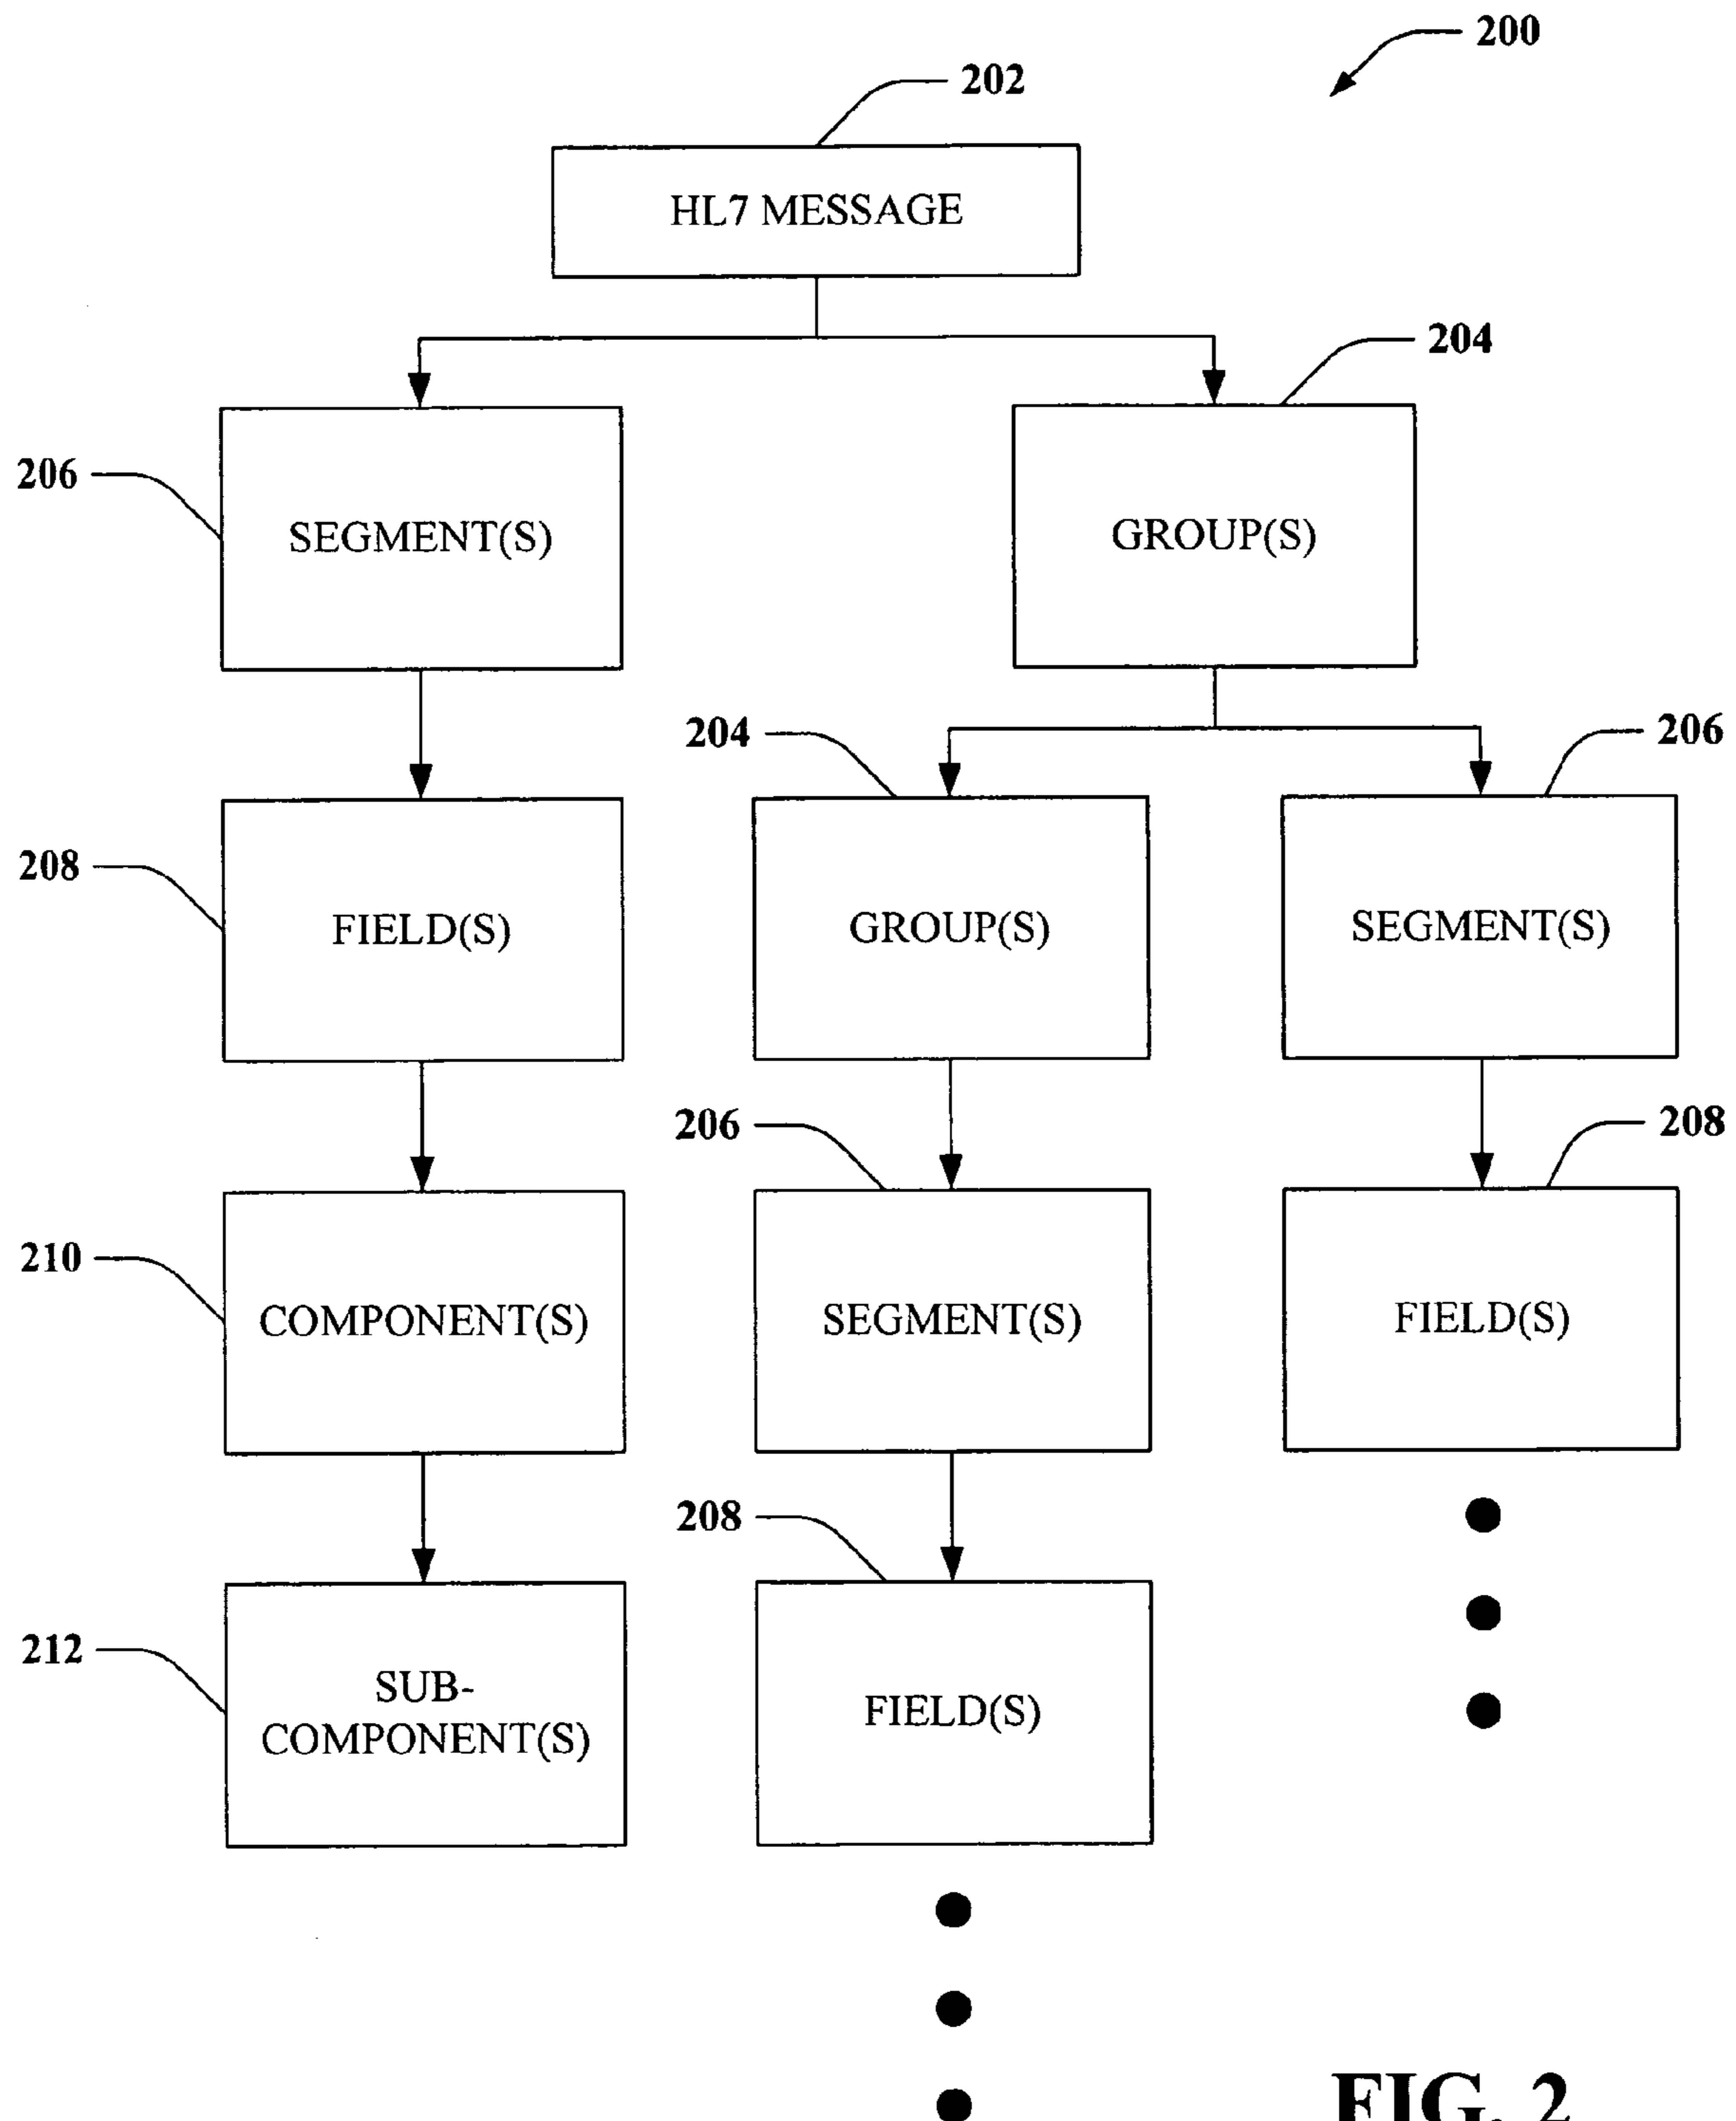 200
202
HL7 MESSAGE
204
206
SEGMENT(S)
GROUP(S)
204
206
208
FIELD(S)
GROUP(S)
SEGMENT(S)
206
208
210
COMPONENT(S)
SEGMENT(S)
FIELD(S)
208
212
SUB-
COMPONENT(S)
FIELD(S)
FIG. 2